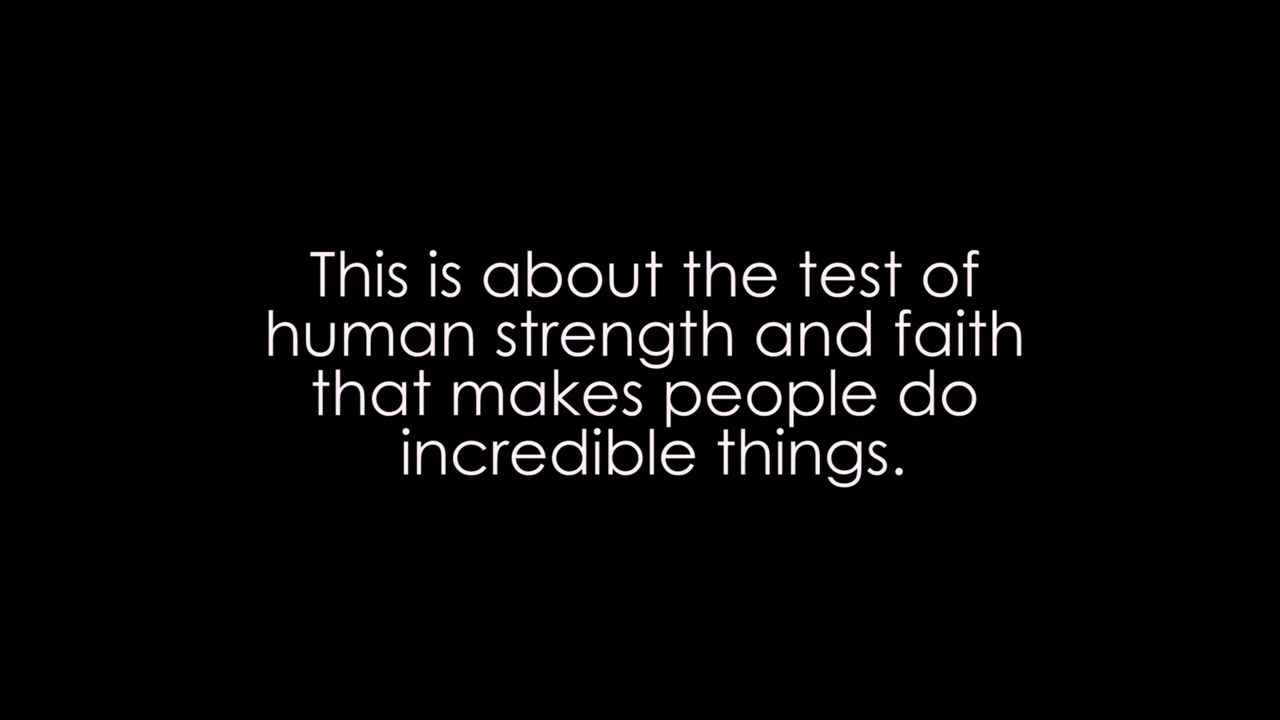 This is about the test of
human strength and faith
that makes people do
incredible things.